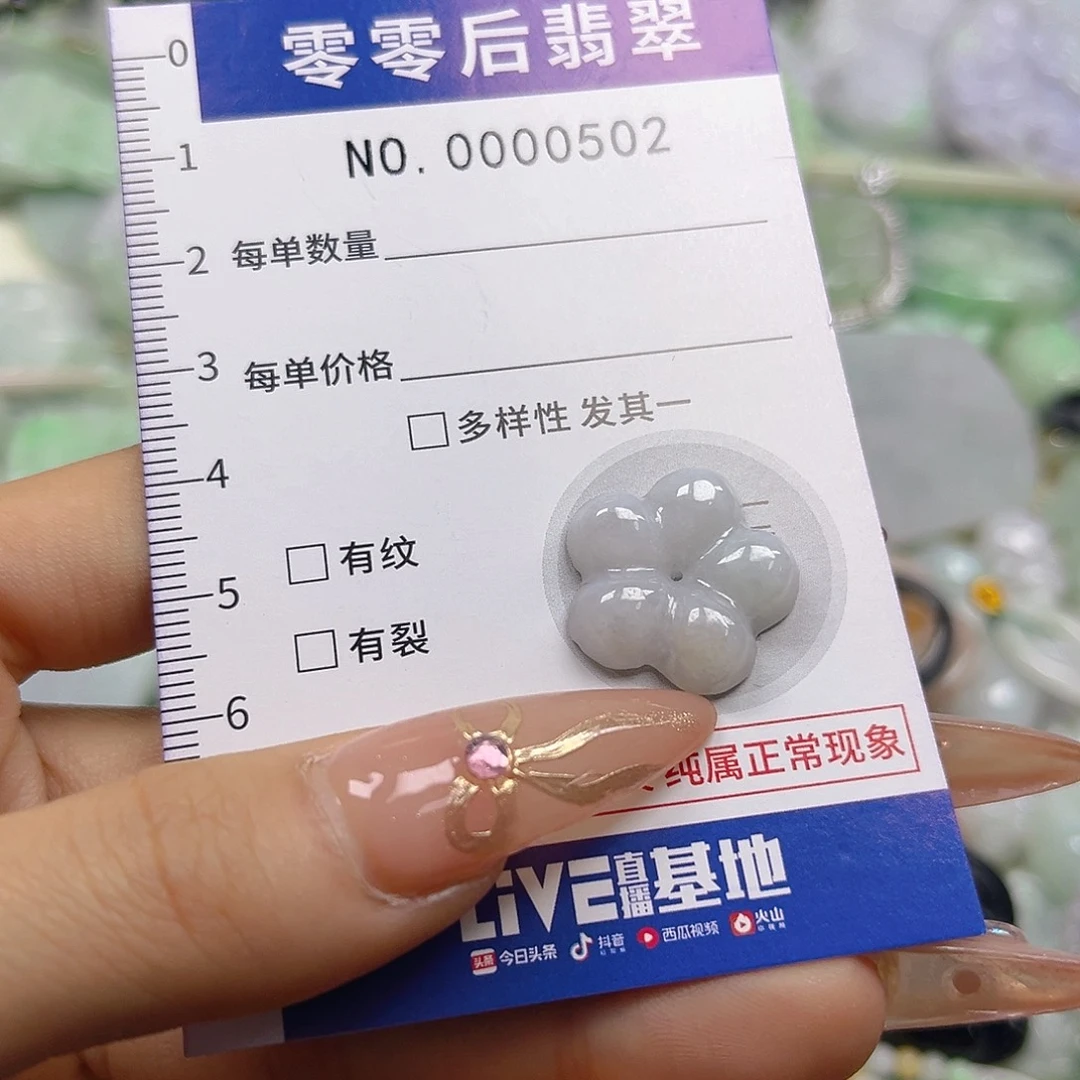 零零后翡翠
0
NO. 0000502
1
2
每单数量
3
每单价格
多样性 发其一
4
有纹
5
有裂
6
纯属正常现象
LiVE直播基地
头条 今日头条
抖音
西瓜视频
火山